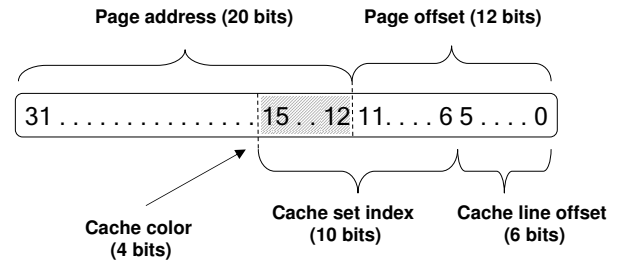 Page address (20 bits) Page offset (12 bits)
31 . . . . . . . . . . . . . . . 15 . . 12 11 . . . . 6 5 . . . . 0
Cache color
(4 bits)
Cache set index
(10 bits)
Cache line offset
(6 bits)